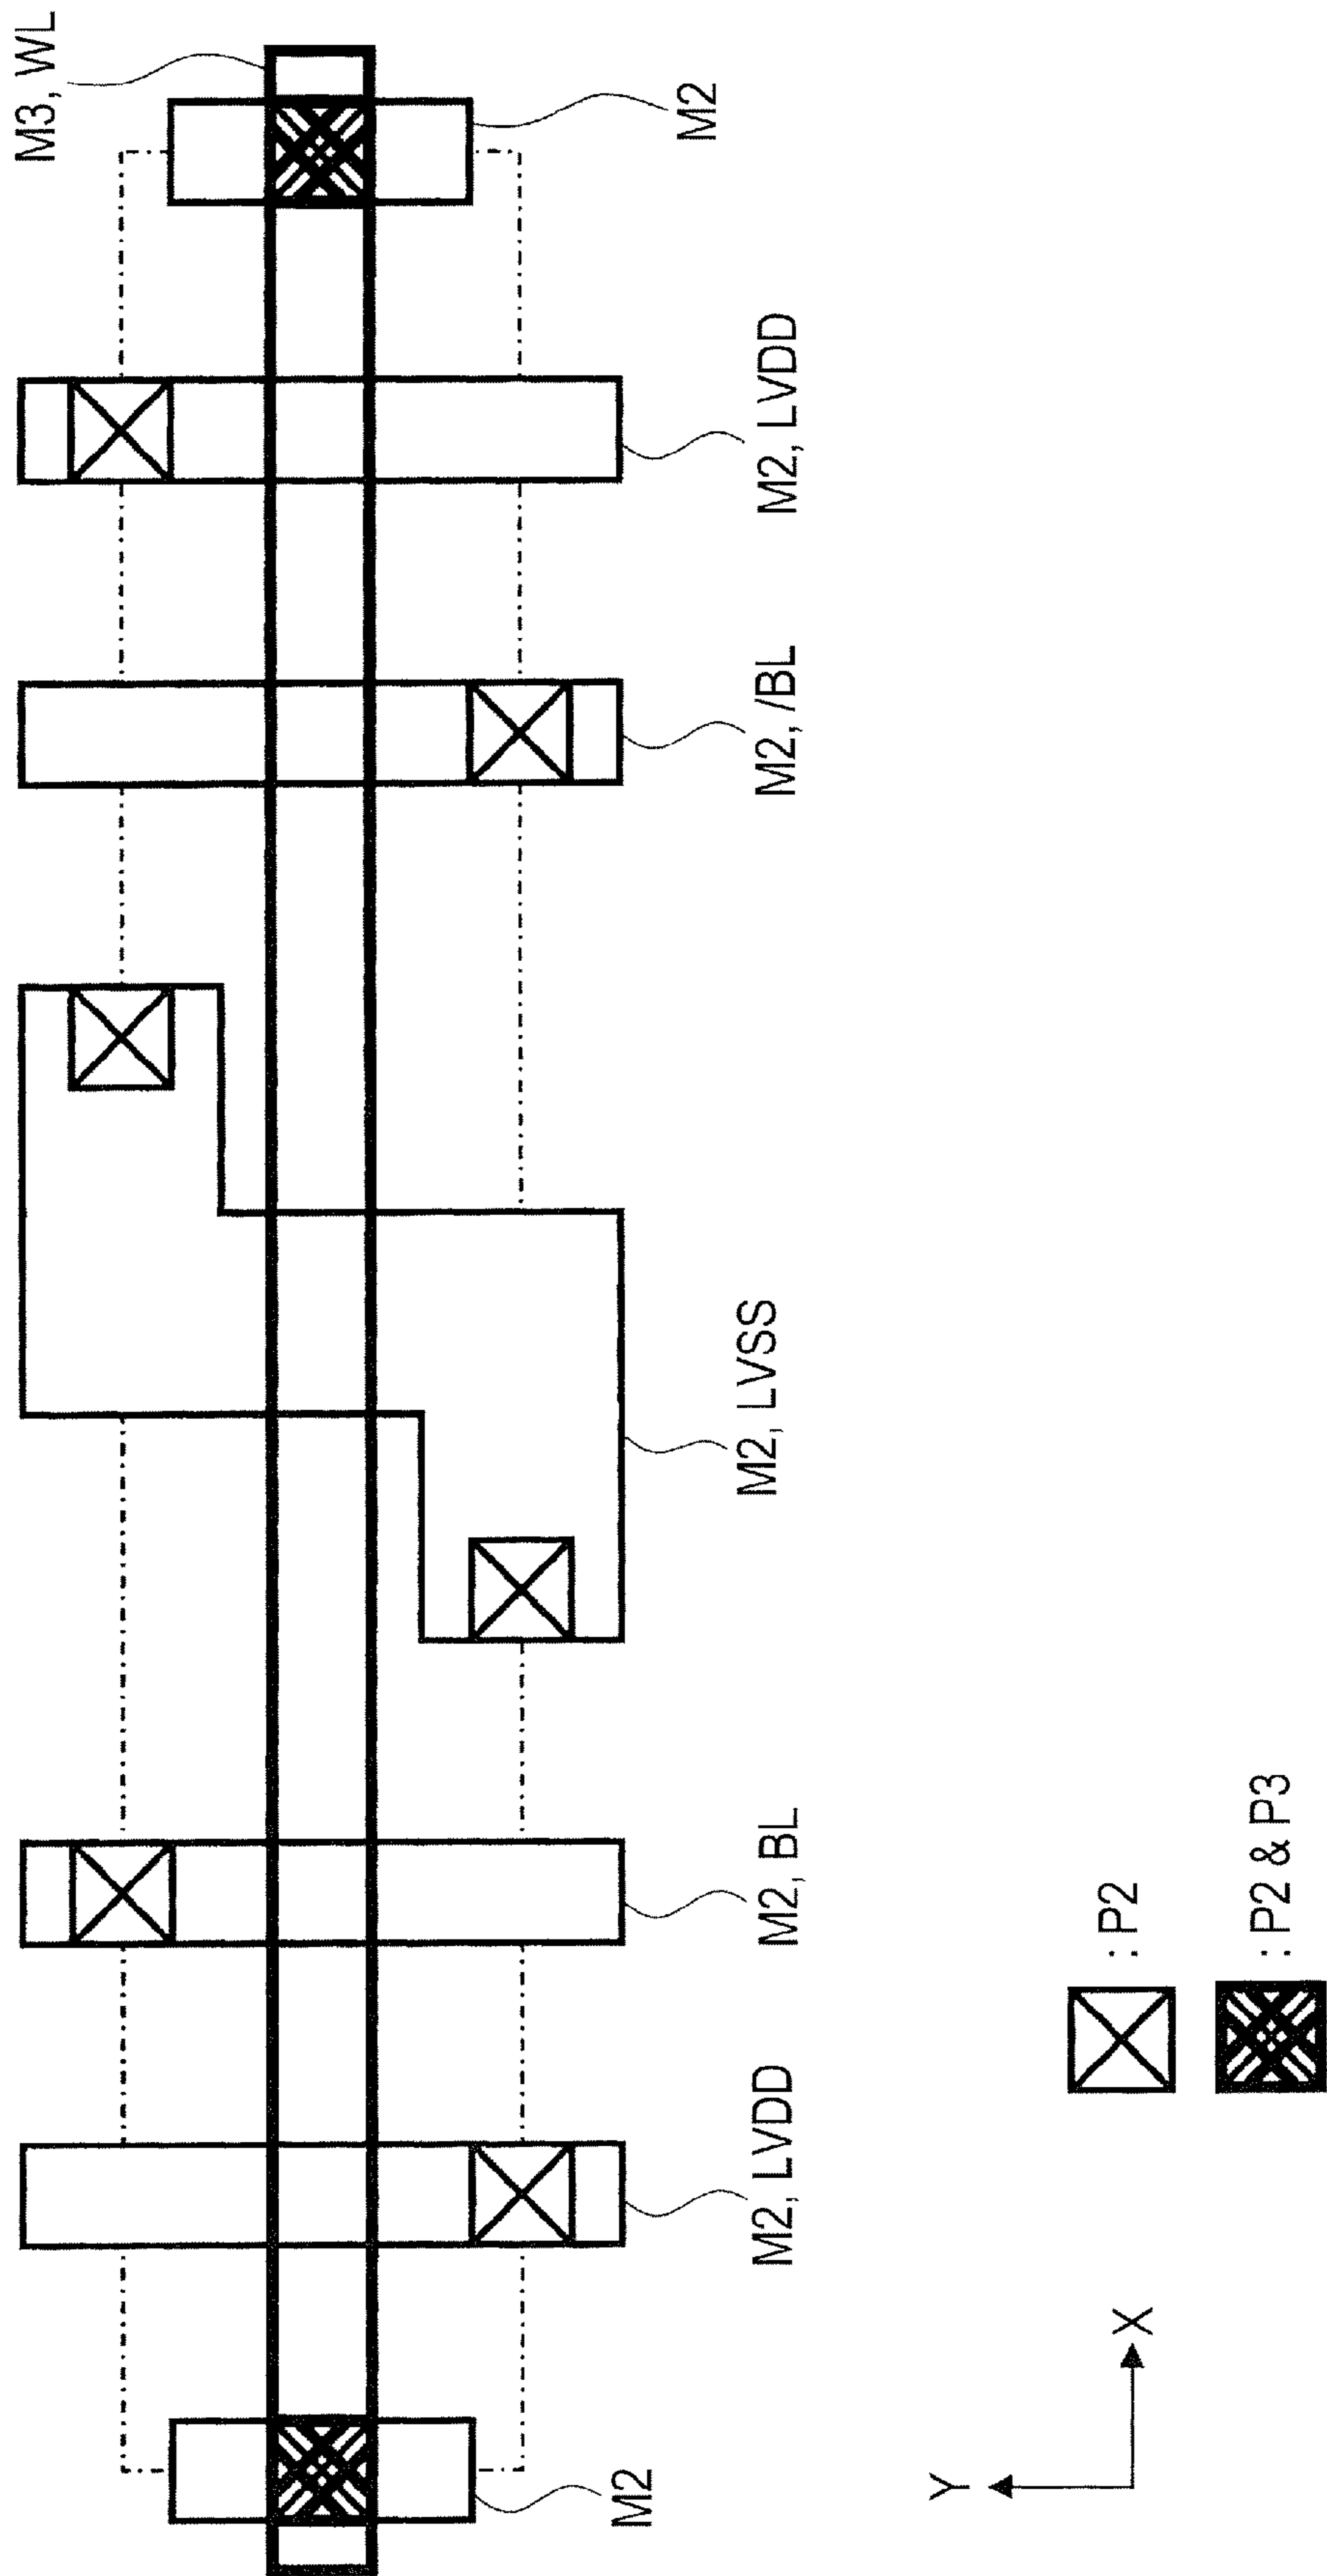 M3, WL
M2
M2, LVDD
M2, BL
M2, LVSS
M2, /BL
M2, LVDD
M2
Y
X
: P2
: P2 & P3